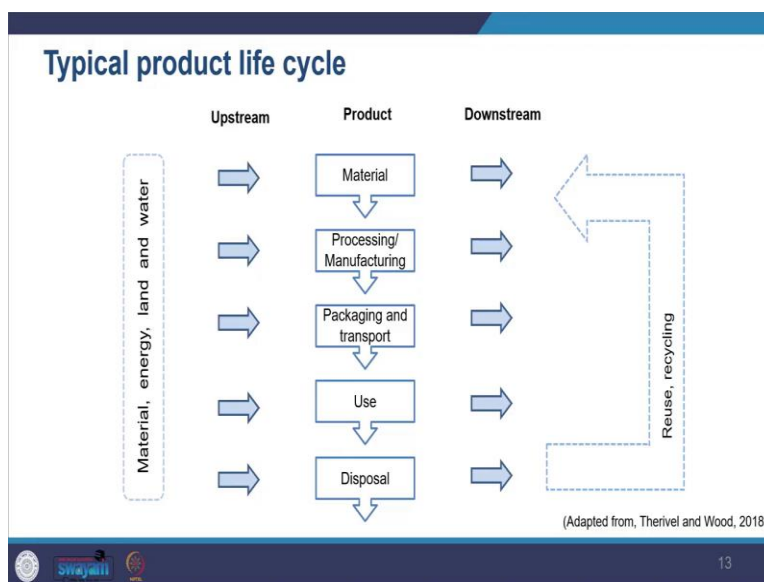 Typical product life cycle
Upstream
Product
Downstream
Material, energy, land and water
Material
Processing/
Manufacturing
Packaging and
transport
Use
Disposal
Reuse, recycling
(Adapted from, Therivel and Wood, 2018
swayam
13